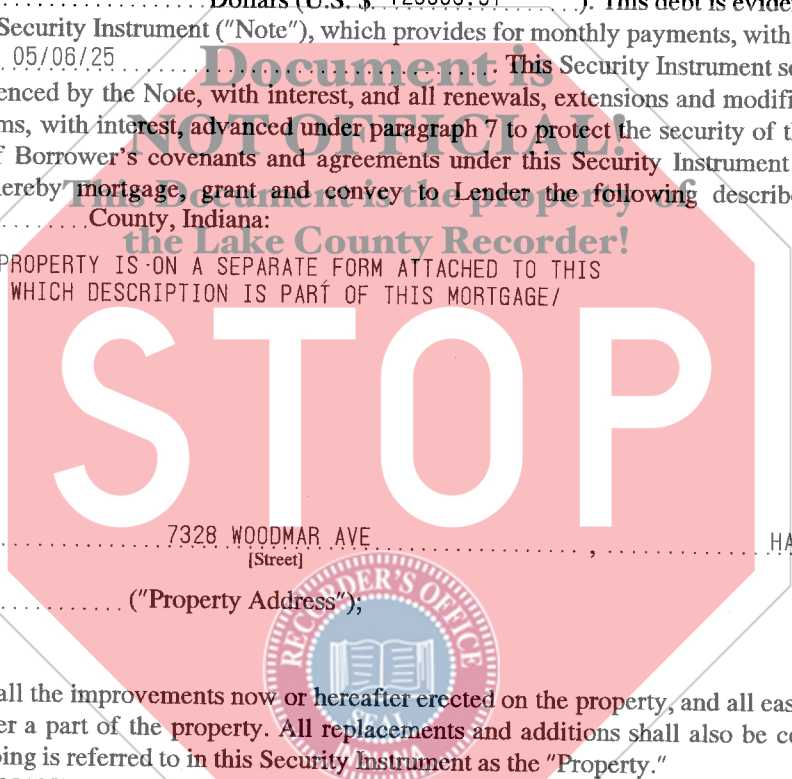 Dollars (U.S. $ ). This debt is evide
Security Instrument ("Note"), which provides for monthly payments, with
05/06/25 This Security Instrument se
enced by the Note, with interest, and all renewals, extensions and modifi
ms, with interest, advanced under paragraph 7 to protect the security of th
f Borrower's covenants and agreements under this Security Instrument
hereby mortgage, grant and convey to Lender the following describe
County, Indiana:
PROPERTY IS ON A SEPARATE FORM ATTACHED TO THIS
WHICH DESCRIPTION IS PART OF THIS MORTGAGE/
Document is
NOT OFFICIAL!
This Document is the property of
the Lake County Recorder!
STOP
7328 WOODMAR AVE , HA
[Street]
("Property Address");
RECORDER'S OFFICE
SEAL
INDIANA
all the improvements now or hereafter erected on the property, and all eas
er a part of the property. All replacements and additions shall also be co
oing is referred to in this Security Instrument as the "Property."